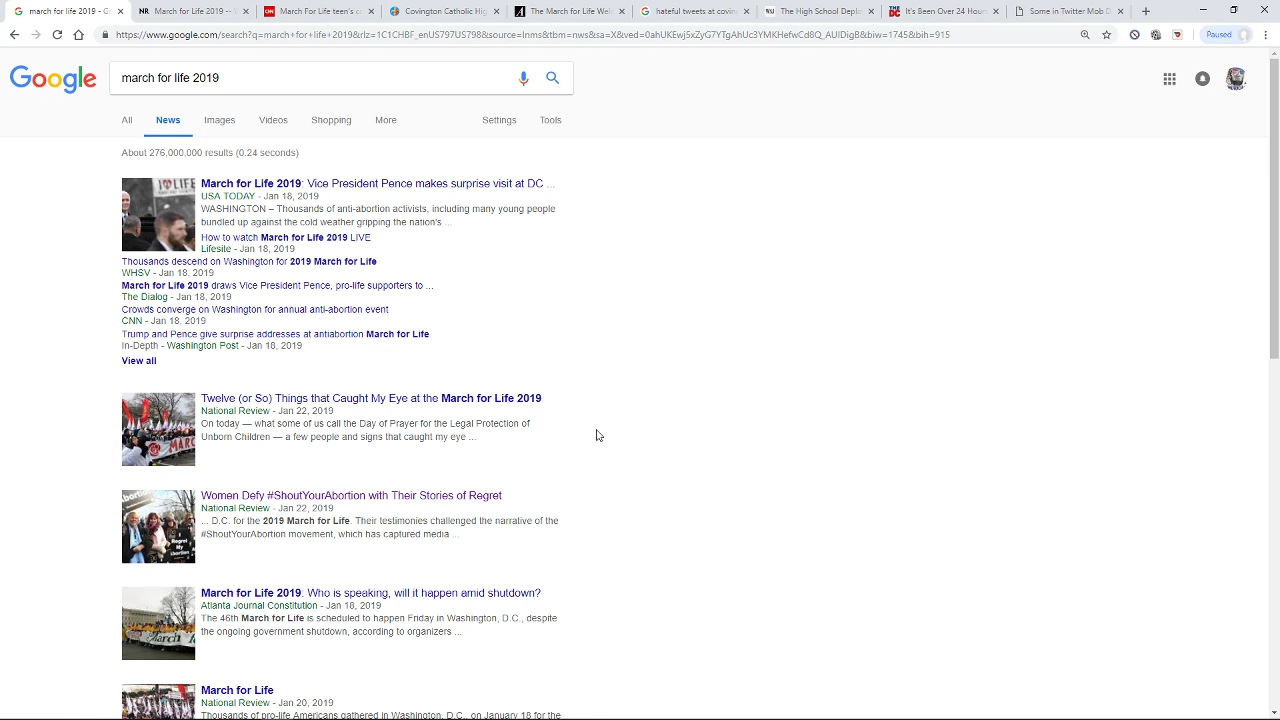 march for life 2019 - G
March for Life 2019 -
March for Life teen's
Covington Catholic Hig
The March for Life We
hateful tweets at coving
The High School Depl
It's Been Over 24 Hour
Some in Twitter Mob D
https://www.google.com/search?q=march+for+life+2019&rlz=1C1CHBF_enUS797US798&source=lnms&tbm=nws&sa=X&ved=0ahUKEwj5xZyG7YTgAhUc3YMKHefwCd8Q_AUIDigB&biw=1745&bih=915
Paused
Google
march for life 2019
All News Images Videos Shopping More Settings Tools
About 276,000,000 results (0.24 seconds)
March for Life 2019: Vice President Pence makes surprise visit at DC ...
USA TODAY - Jan 18, 2019
WASHINGTON – Thousands of anti-abortion activists, including many young people
bundled up against the cold weather gripping the nation's ...
How to watch March for Life 2019 LIVE
Lifesite - Jan 18, 2019
Thousands descend on Washington for 2019 March for Life
WHSV - Jan 18, 2019
March for Life 2019 draws Vice President Pence, pro-life supporters to ...
The Dialog - Jan 18, 2019
Crowds converge on Washington for annual anti-abortion event
CNN - Jan 18, 2019
Trump and Pence give surprise addresses at antiabortion March for Life
In-Depth - Washington Post - Jan 18, 2019
View all
Twelve (or So) Things that Caught My Eye at the March for Life 2019
National Review - Jan 22, 2019
On today — what some of us call the Day of Prayer for the Legal Protection of
Unborn Children — a few people and signs that caught my eye ...
Women Defy #ShoutYourAbortion with Their Stories of Regret
National Review - Jan 22, 2019
... D.C. for the 2019 March for Life. Their testimonies challenged the narrative of the
#ShoutYourAbortion movement, which has captured media ...
March for Life 2019: Who is speaking, will it happen amid shutdown?
Atlanta Journal Constitution - Jan 18, 2019
The 46th March for Life is scheduled to happen Friday in Washington, D.C., despite
the ongoing government shutdown, according to organizers ...
March for Life
National Review - Jan 20, 2019
Thousands of pro-life Americans gathered in Washington, D.C., on January 18 for the